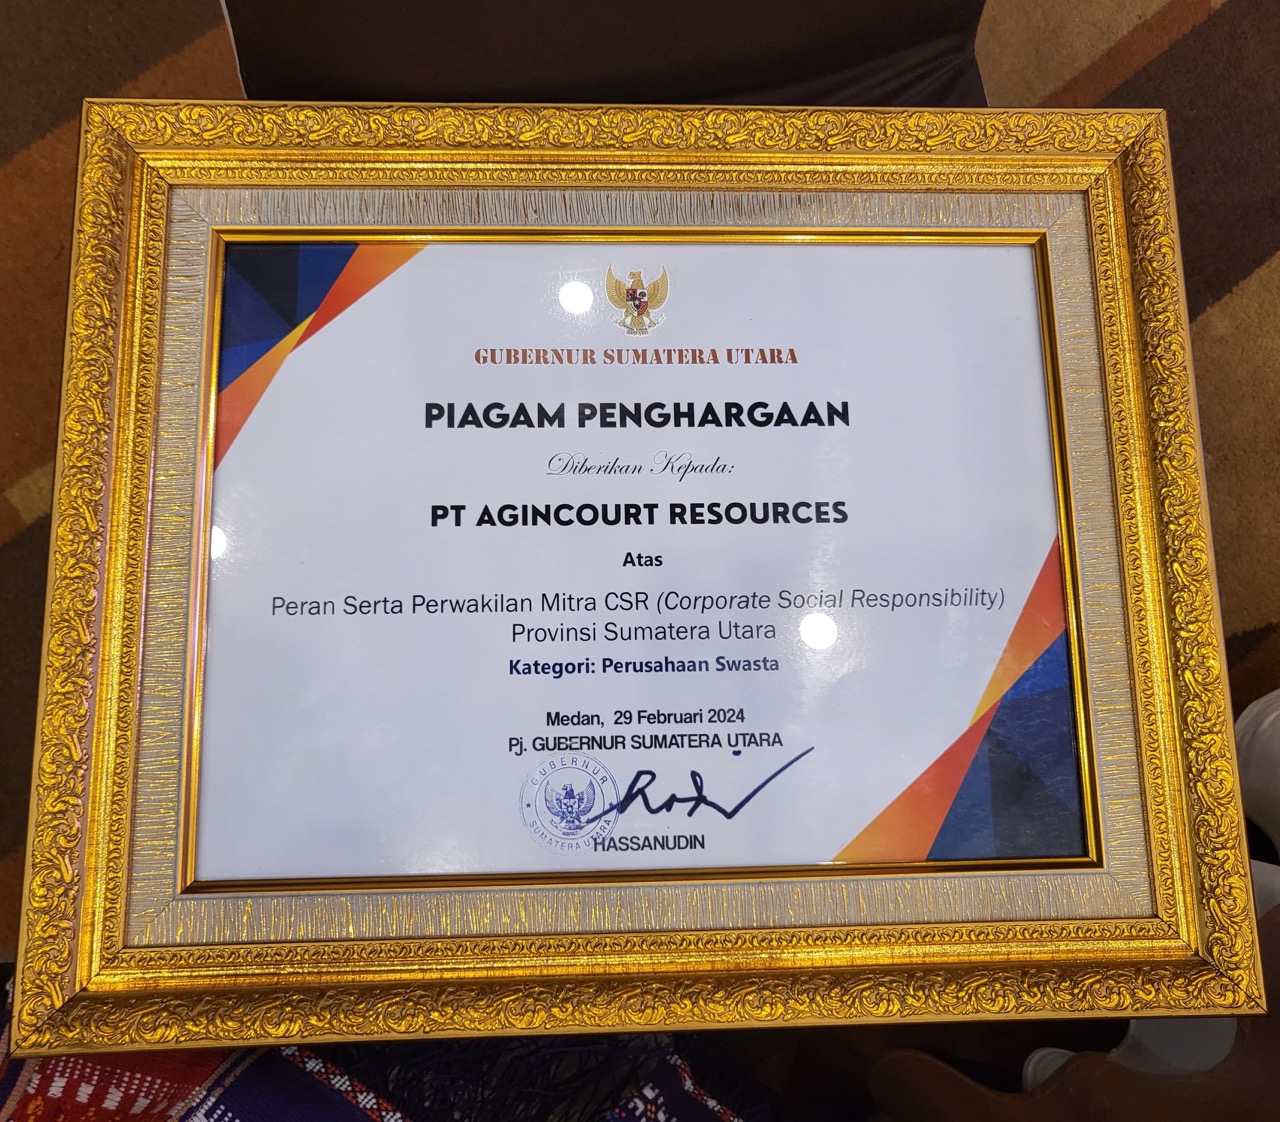 GUBERNUR SUMATERA UTARA
PIAGAM PENGHARGAAN
Diberikan Kepada:
PT AGINCOURT RESOURCES
Atas
Peran Serta Perwakilan Mitra CSR (Corporate Social Responsibility)
Provinsi Sumatera Utara
Kategori: Perusahaan Swasta
Medan, 29 Februari 2024
Pj. GUBERNUR SUMATERA UTARA
GUBERNUR
SUMATERA UTARA
HASSANUDIN